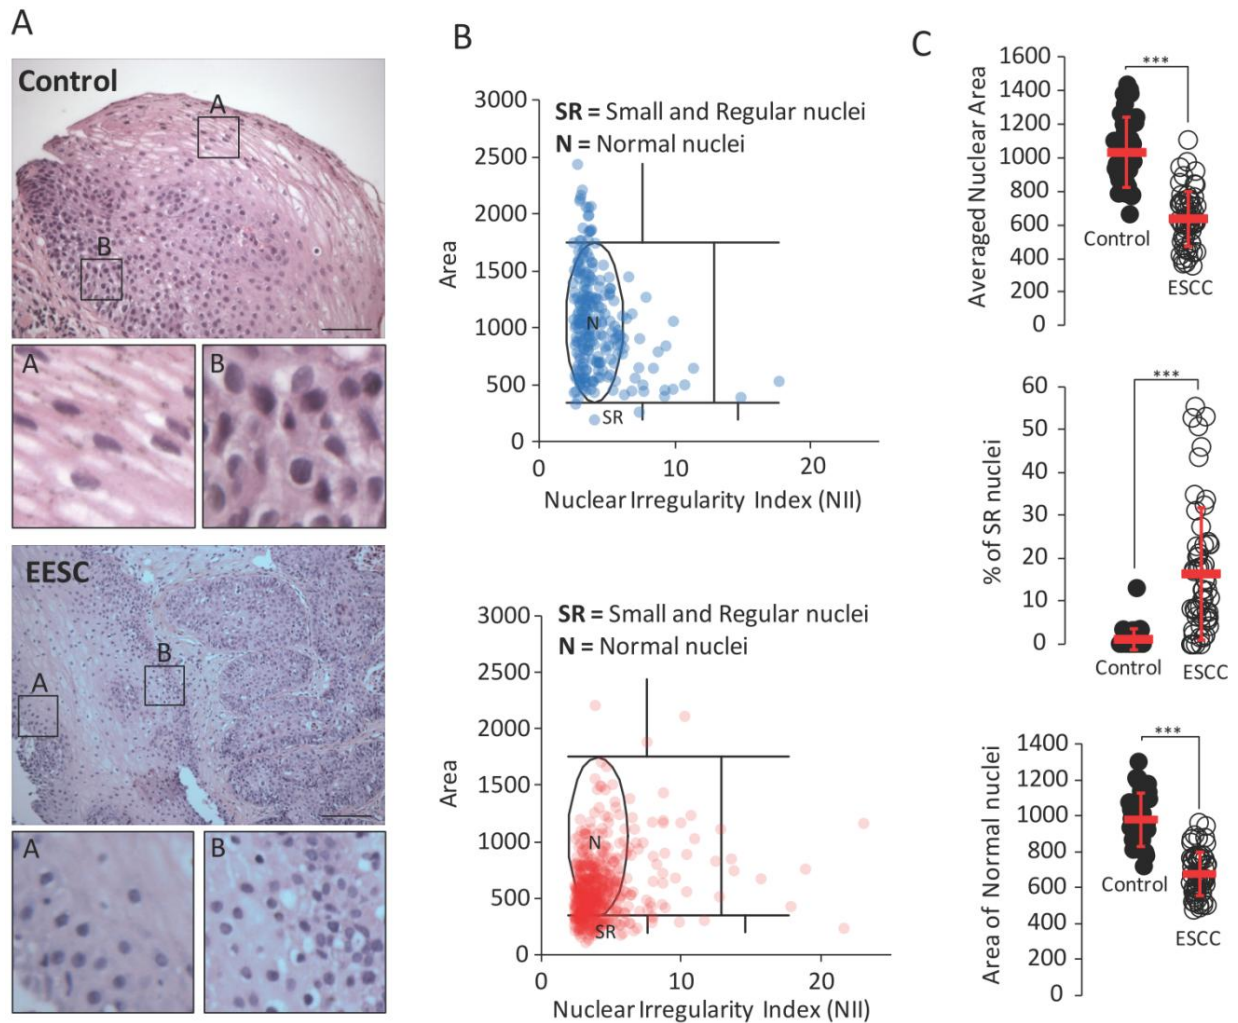 A
Control
A
B
A
B
EESC
A
B
A
B
B
3000
2500
2000
1500
1000
500
0
Area
SR = Small and Regular nuclei
N = Normal nuclei
N
SR
0
10
20
Nuclear Irregularity Index (NII)
3000
2500
2000
1500
1000
500
0
Area
SR = Small and Regular nuclei
N = Normal nuclei
N
SR
0
10
20
Nuclear Irregularity Index (NII)
C
1600
1400
1200
1000
800
600
400
200
0
Averaged Nuclear Area
***
Control
ESCC
60
50
40
30
20
10
0
% of SR nuclei
***
Control
ESCC
1400
1200
1000
800
600
400
200
0
Area of Normal nuclei
***
Control
ESCC